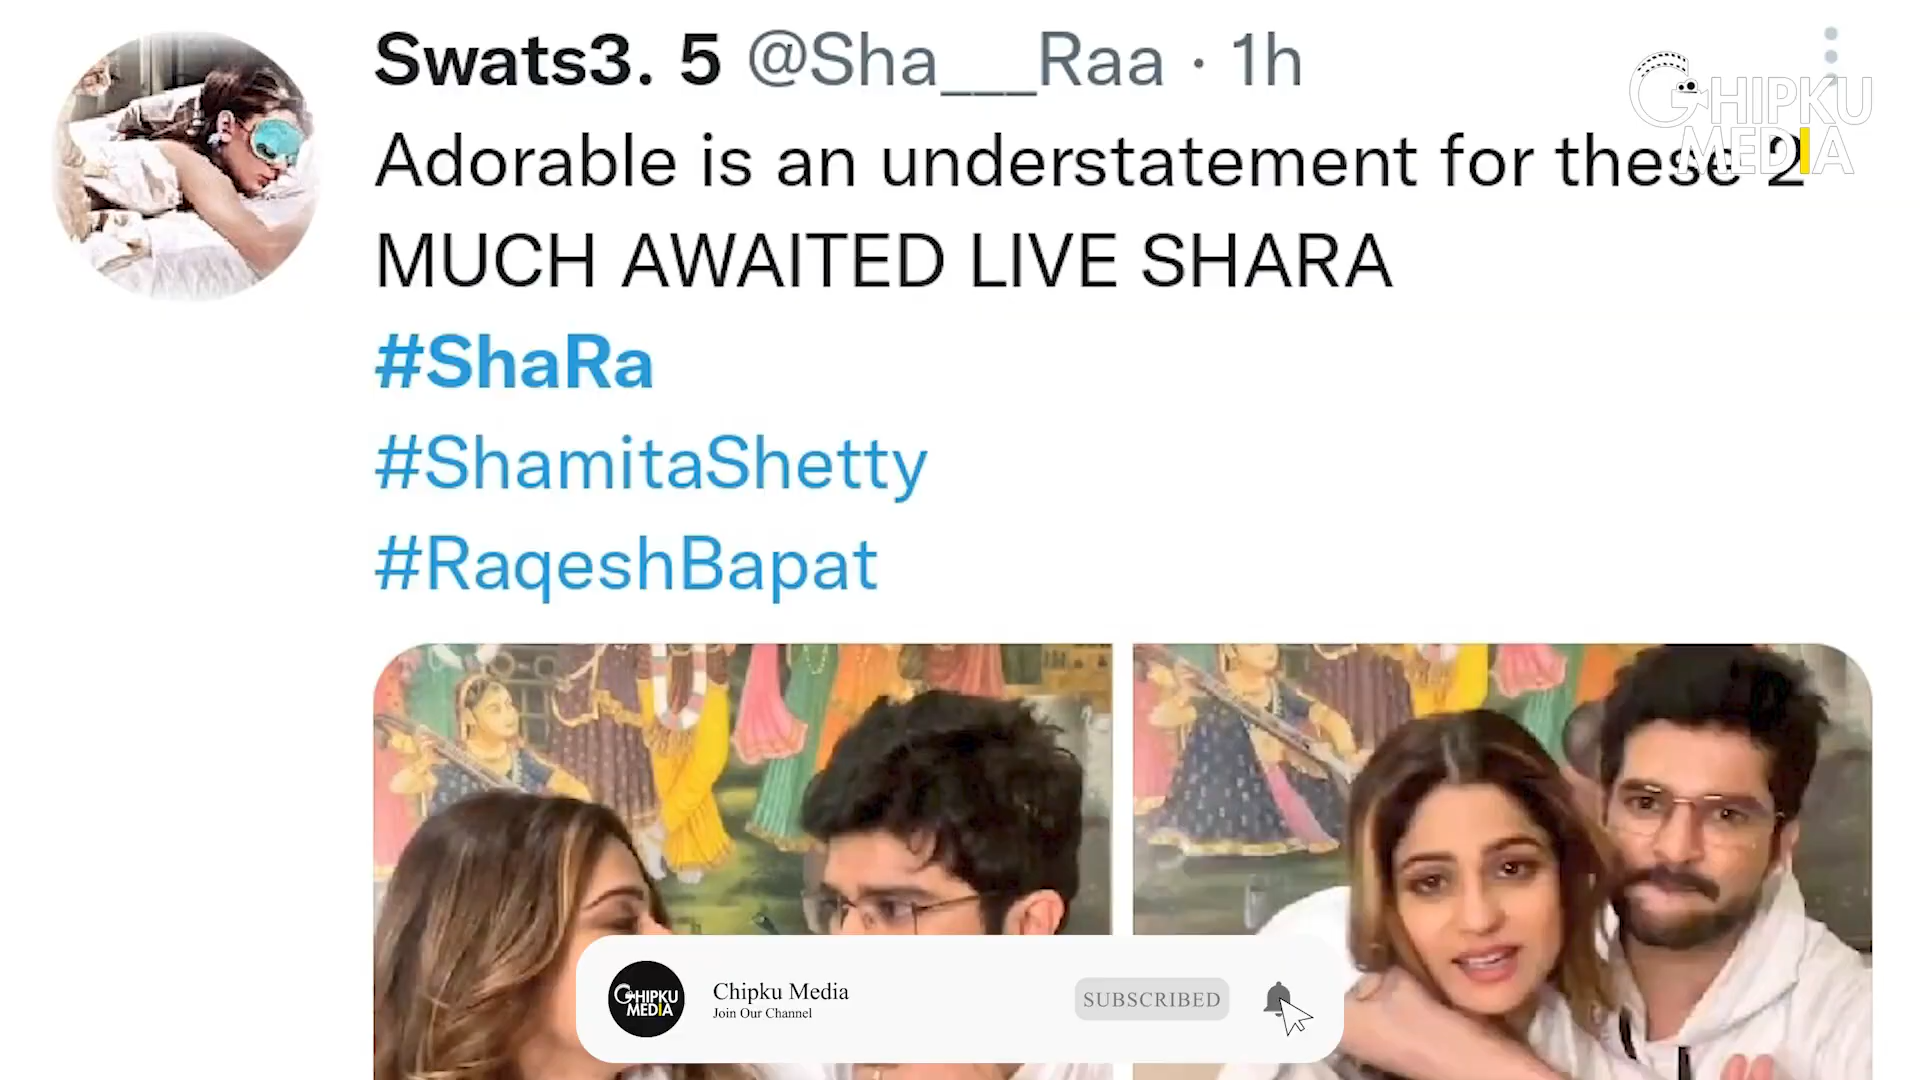 Swats3. 5 @Sha___Raa · 1h
CHIPKU
MEDIA
Adorable is an understatement for these 2
MUCH AWAITED LIVE SHARA
#ShaRa
#ShamitaShetty
#RaqeshBapat
CHIPKU
MEDIA
Chipku Media
Join Our Channel
SUBSCRIBED